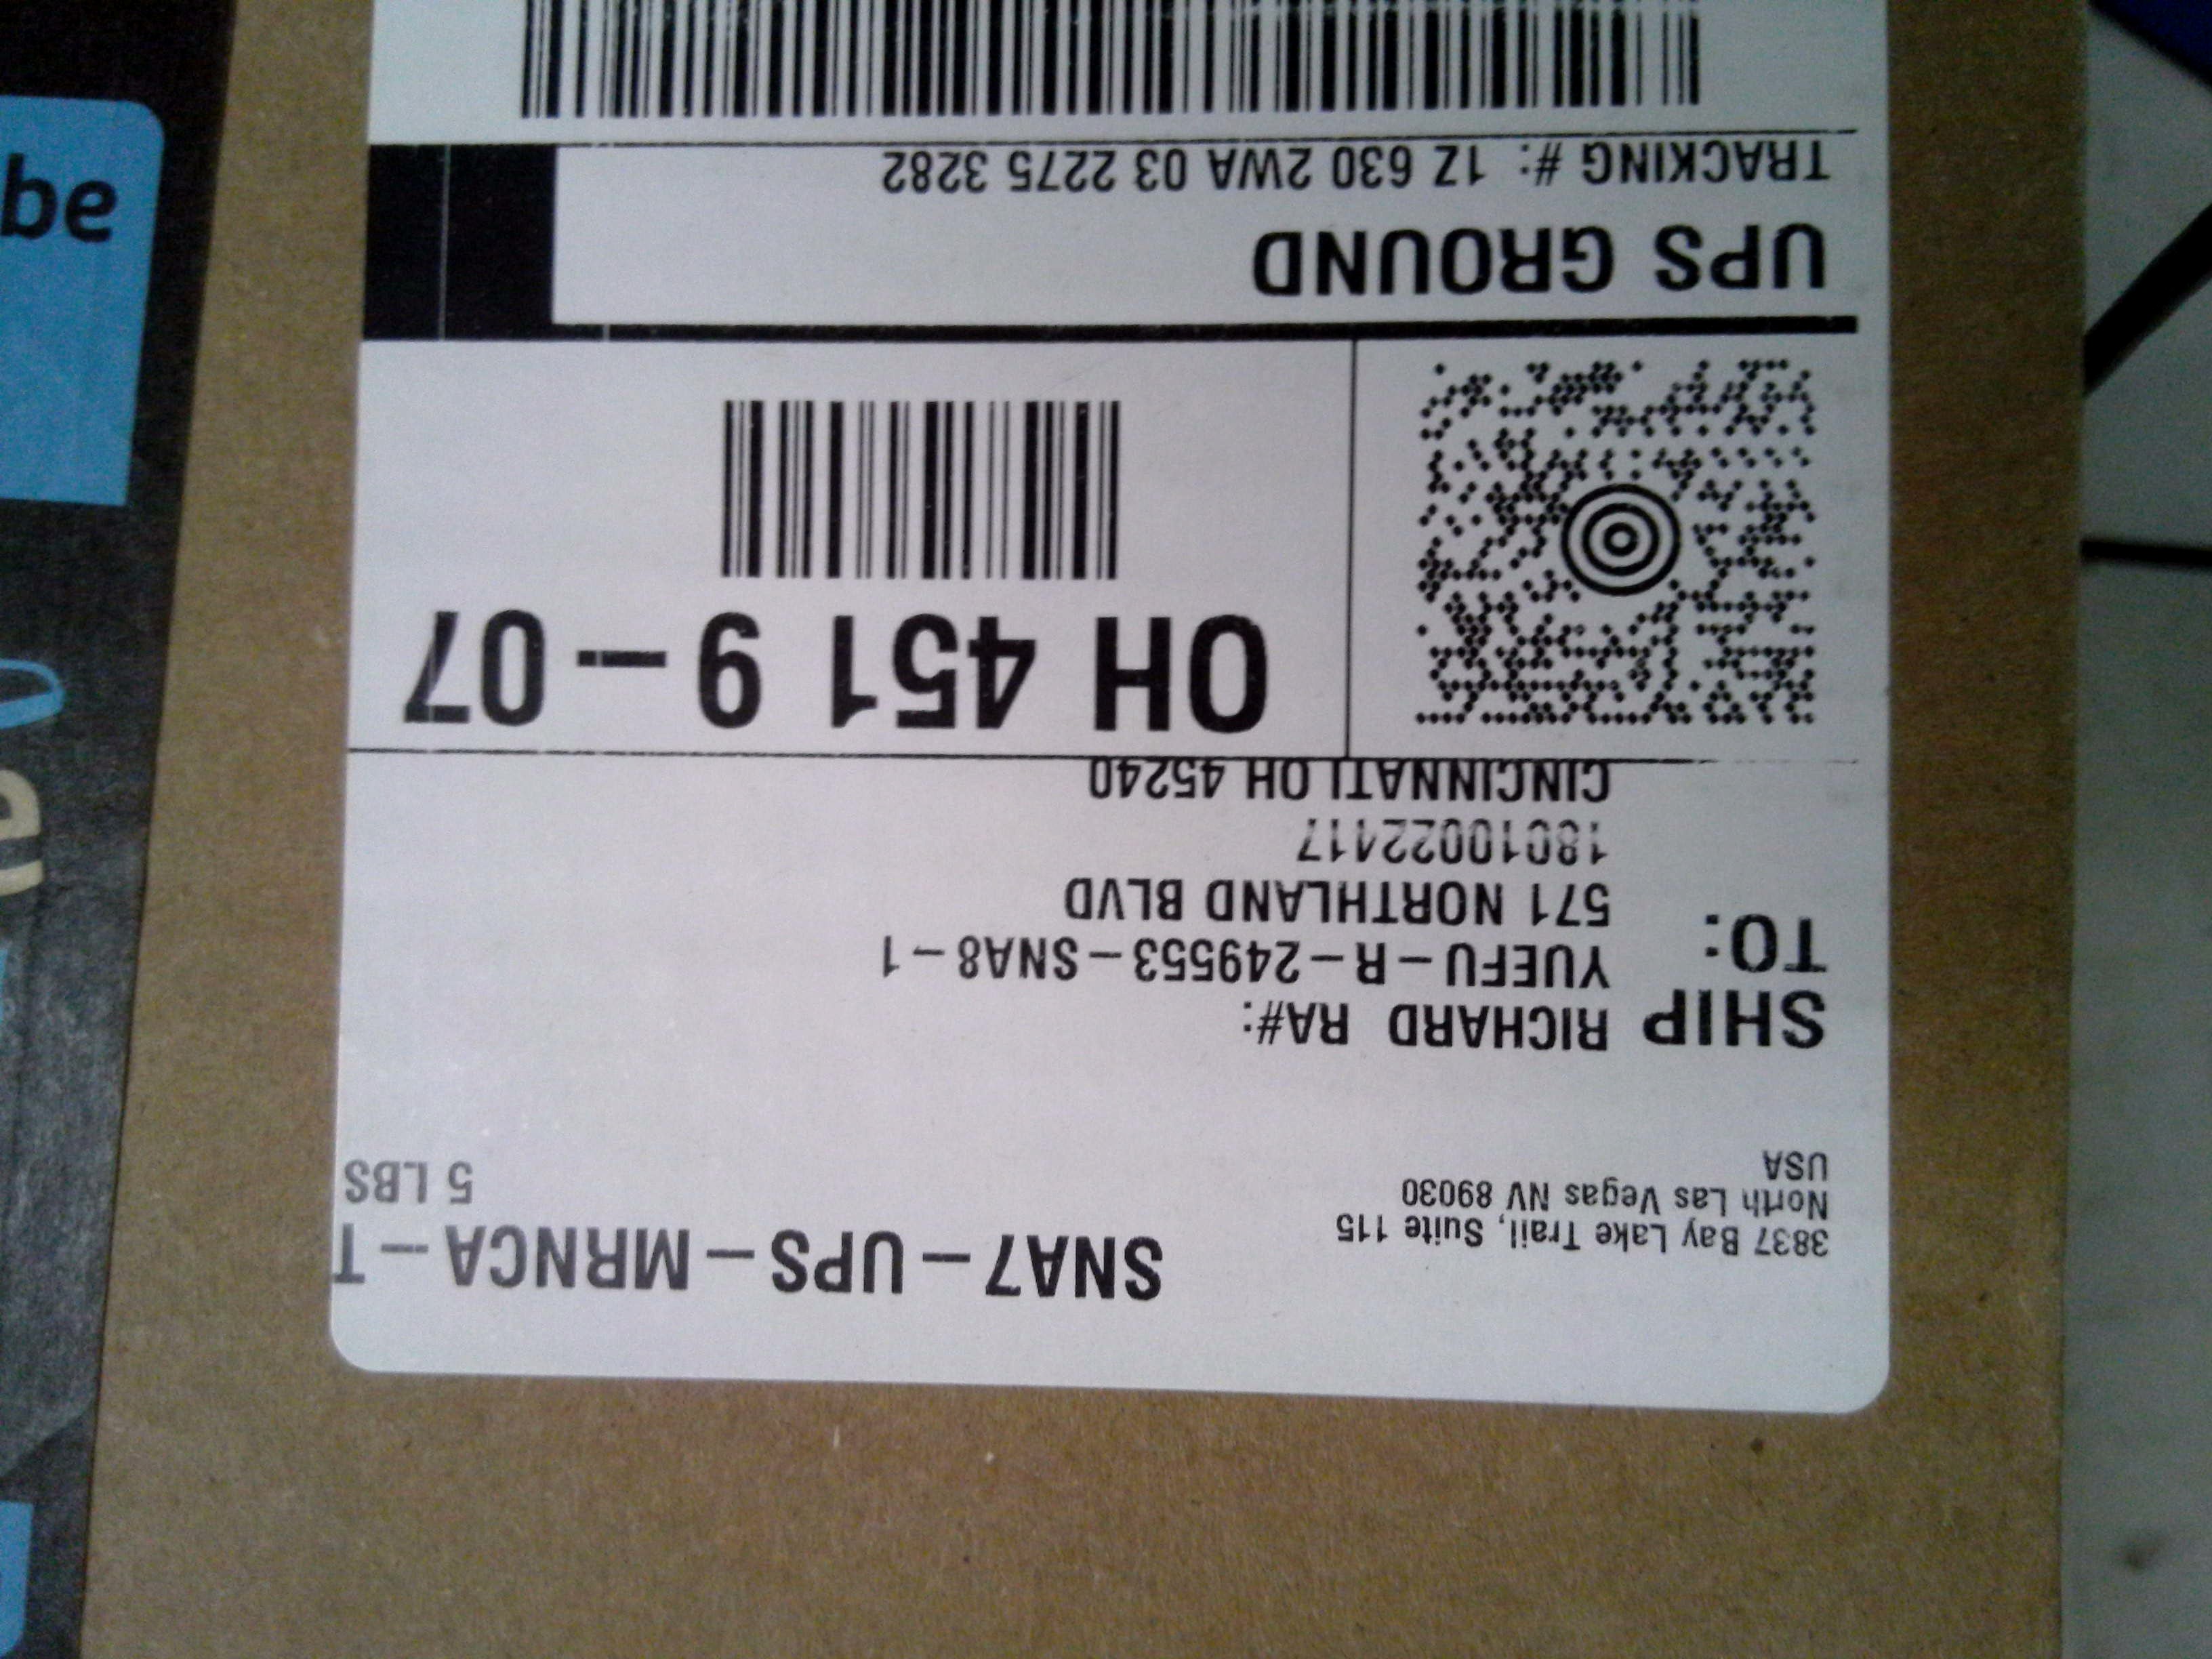 SNA7-UPS-MRNCA-T
5 LBS
3837 Bay Lake Trail, Suite 115
North Las Vegas NV 89030
USA
SHIP
TO:
RICHARD RA#:
YUEFU-R-249553-SNA8-1
571 NORTHLAND BLVD
CINCINNATI OH 45240
OH 451 9-07
UPS GROUND
TRACKING #: 1Z 630 2WA 03 2275 3282
be
e